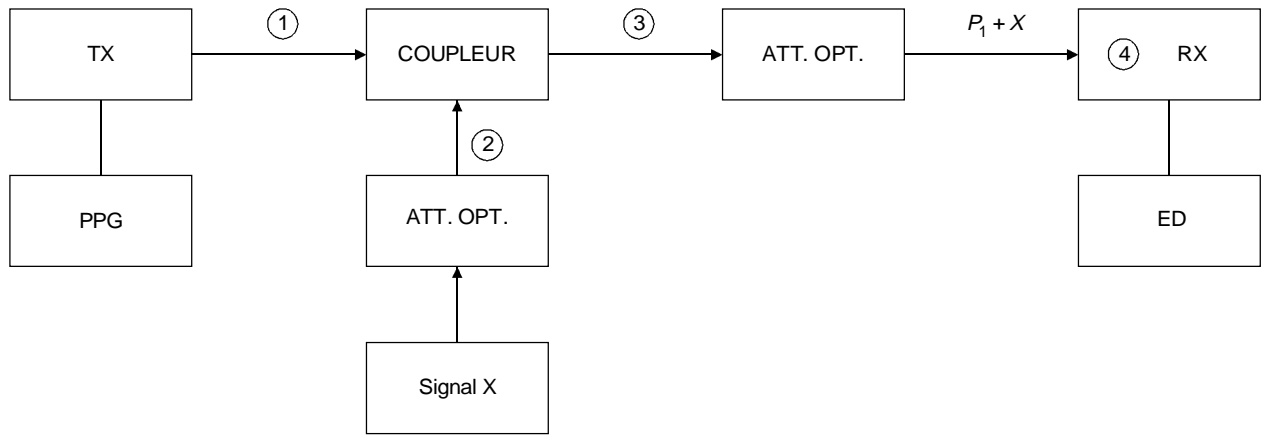 1
3
P1 + X
TX
COUPLEUR
ATT. OPT.
4
RX
2
PPG
ATT. OPT.
ED
Signal X